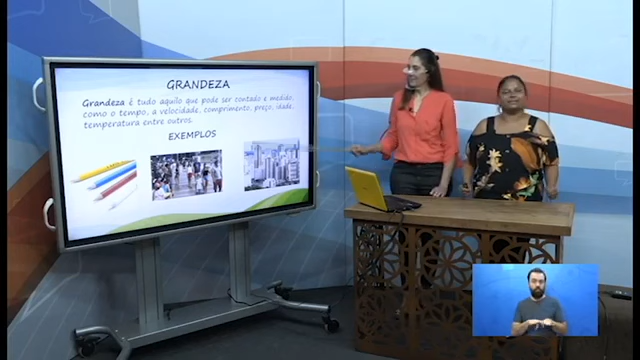 GRANDEZA
Grandeza é tudo aquilo que pode ser contado e medido,
como o tempo, a velocidade, comprimento, preço, idade,
temperatura entre outros.
EXEMPLOS